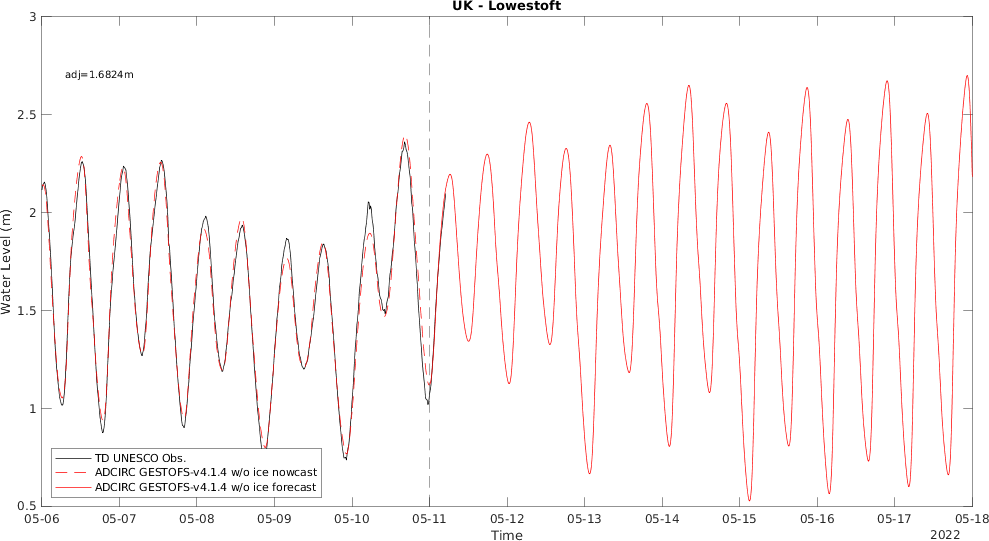 UK - Lowestoft
3
adj=1.6824m
2.5
2
1.5
1
0.5
Water Level (m)
TD UNESCO Obs.
ADCIRC GESTOFS-v4.1.4 w/o ice nowcast
ADCIRC GESTOFS-v4.1.4 w/o ice forecast
05-06 05-07 05-08 05-09 05-10 05-11 05-12 05-13 05-14 05-15 05-16 05-17 05-18
Time
2022